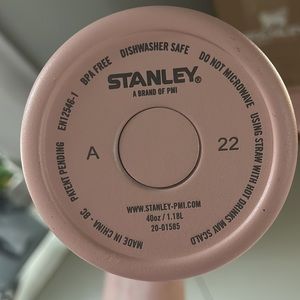 EN12546-1 BPA FREE DISHWASHER SAFE DO NOT MICROWAVE USING STRAW WITH HOT DRINKS MAY SCALD
STANLEY
A BRAND OF PMI
A 22
WWW.STANLEY-PMI.COM
40oz / 1.18L
20-01565
PATENT PENDING
MADE IN CHINA · BC